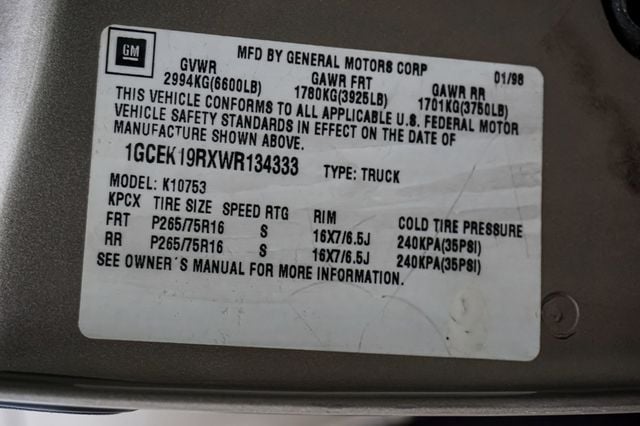 GM
MFD BY GENERAL MOTORS CORP 01/98
GVWR GAWR FRT GAWR RR
2994KG(6600LB) 1780KG(3925LB) 1701KG(3750LB)
THIS VEHICLE CONFORMS TO ALL APPLICABLE U.S. FEDERAL MOTOR
VEHICLE SAFETY STANDARDS IN EFFECT ON THE DATE OF
MANUFACTURE SHOWN ABOVE.
1GCEK19RXWR134333 TYPE: TRUCK
MODEL: K10753
KPCX TIRE SIZE SPEED RTG RIM COLD TIRE PRESSURE
FRT P265/75R16 S 16X7/6.5J 240KPA(35PSI)
RR P265/75R16 S 16X7/6.5J 240KPA(35PSI)
SEE OWNER'S MANUAL FOR MORE INFORMATION.